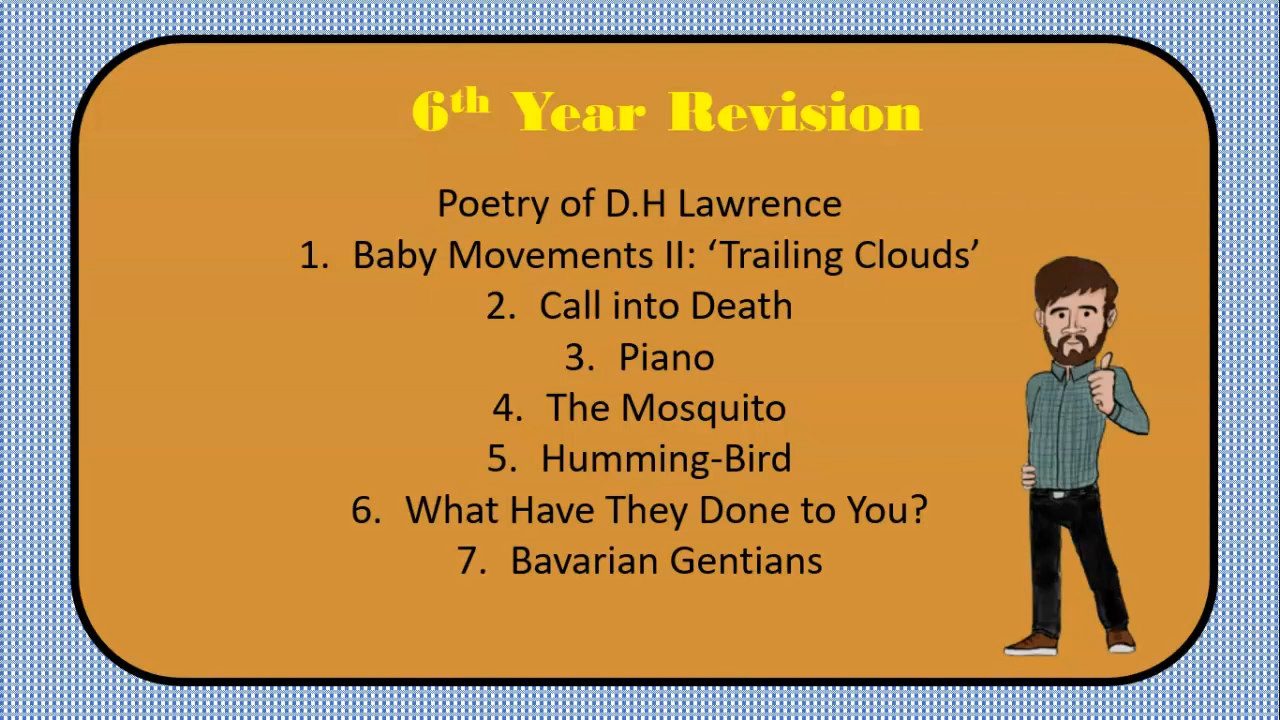 6th Year Revision
Poetry of D.H Lawrence
1. Baby Movements II: ‘Trailing Clouds’
2. Call into Death
3. Piano
4. The Mosquito
5. Humming-Bird
6. What Have They Done to You?
7. Bavarian Gentians